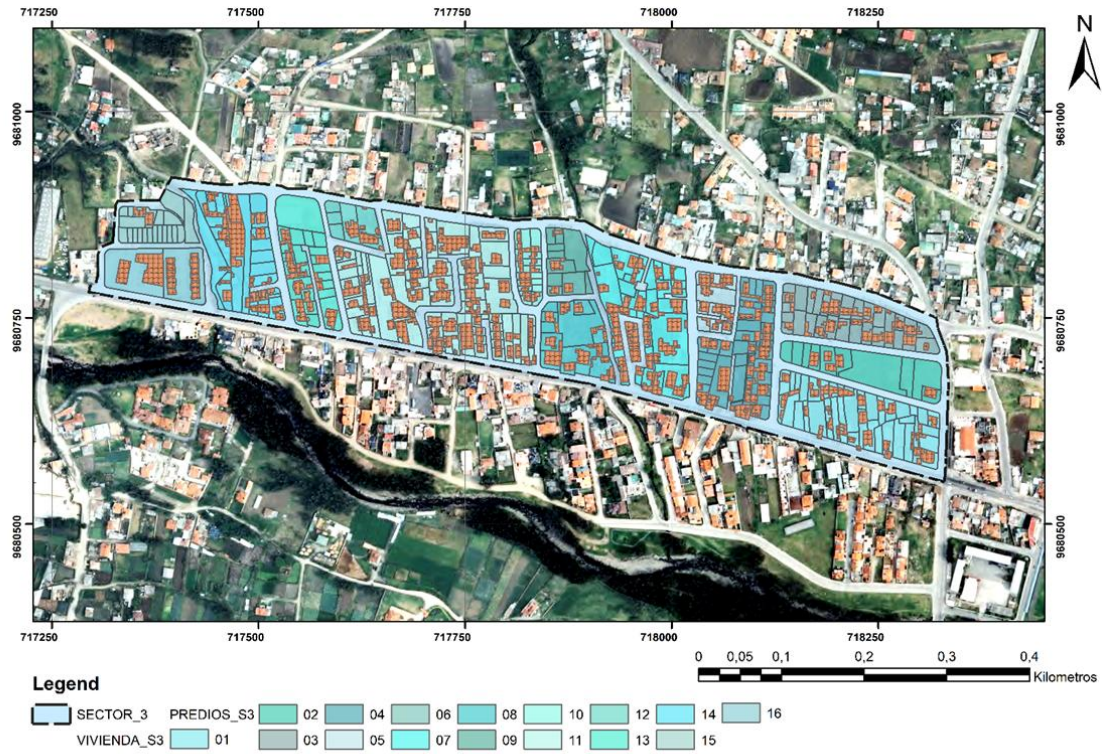 717250 717500 717750 718000 718250
N
9681000 9681000
9680750 9680750
9680500 9680500
717250 717500 717750 718000 718250
0 0,05 0,1 0,2 0,3 0,4
Kilometros
Legend
SECTOR_3 PREDIOS_S3 02 04 06 08 10 12 14 16
VIVIENDA_S3 01 03 05 07 09 11 13 15